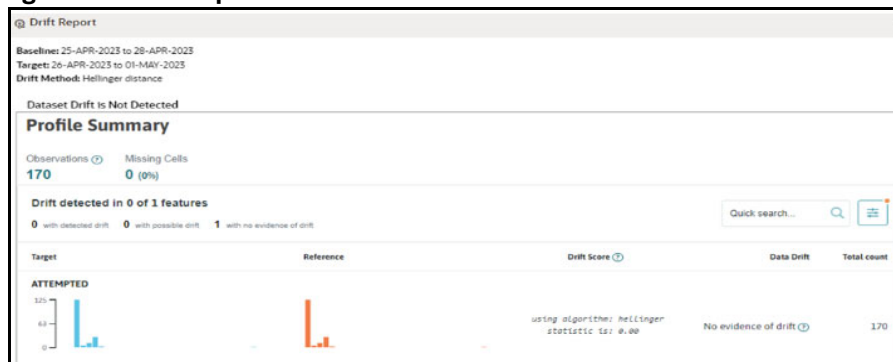 Drift Report
Baseline: 25-APR-2023 to 28-APR-2023
Target: 26-APR-2023 to 01-MAY-2023
Drift Method: Hellinger distance
Dataset Drift is Not Detected
Profile Summary
Observations ? Missing Cells
170 0 (0%)
Drift detected in 0 of 1 features
0 with detected drift 0 with possible drift 1 with no evidence of drift
Quick search...
Target Reference Drift Score ? Data Drift Total count
ATTEMPTED
125
63
0
using algorithm: hellinger
statistic is: 0.00
No evidence of drift ? 170